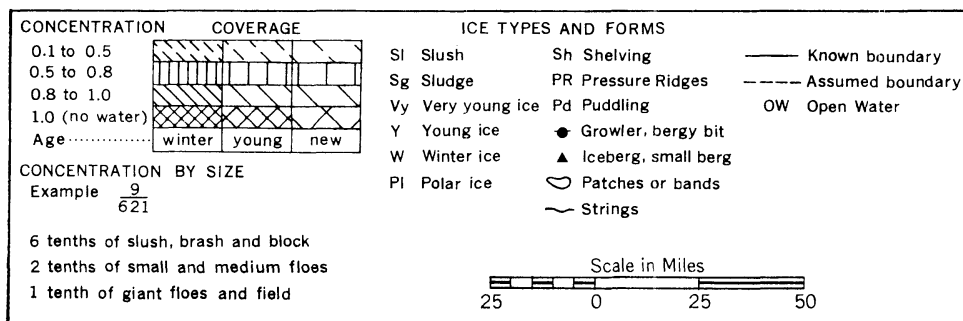 CONCENTRATION COVERAGE
0.1 to 0.5
0.5 to 0.8
0.8 to 1.0
1.0 (no water)
Age winter young new
CONCENTRATION BY SIZE
Example 9
621
6 tenths of slush, brash and block
2 tenths of small and medium floes
1 tenth of giant floes and field
ICE TYPES AND FORMS
Sl Slush
Sg Sludge
Vy Very young ice
Y Young ice
W Winter ice
Pl Polar ice
Sh Shelving
PR Pressure Ridges
Pd Puddling
Growler, bergy bit
Iceberg, small berg
Patches or bands
Strings
Known boundary
Assumed boundary
OW Open Water
Scale in Miles
25 0 25 50